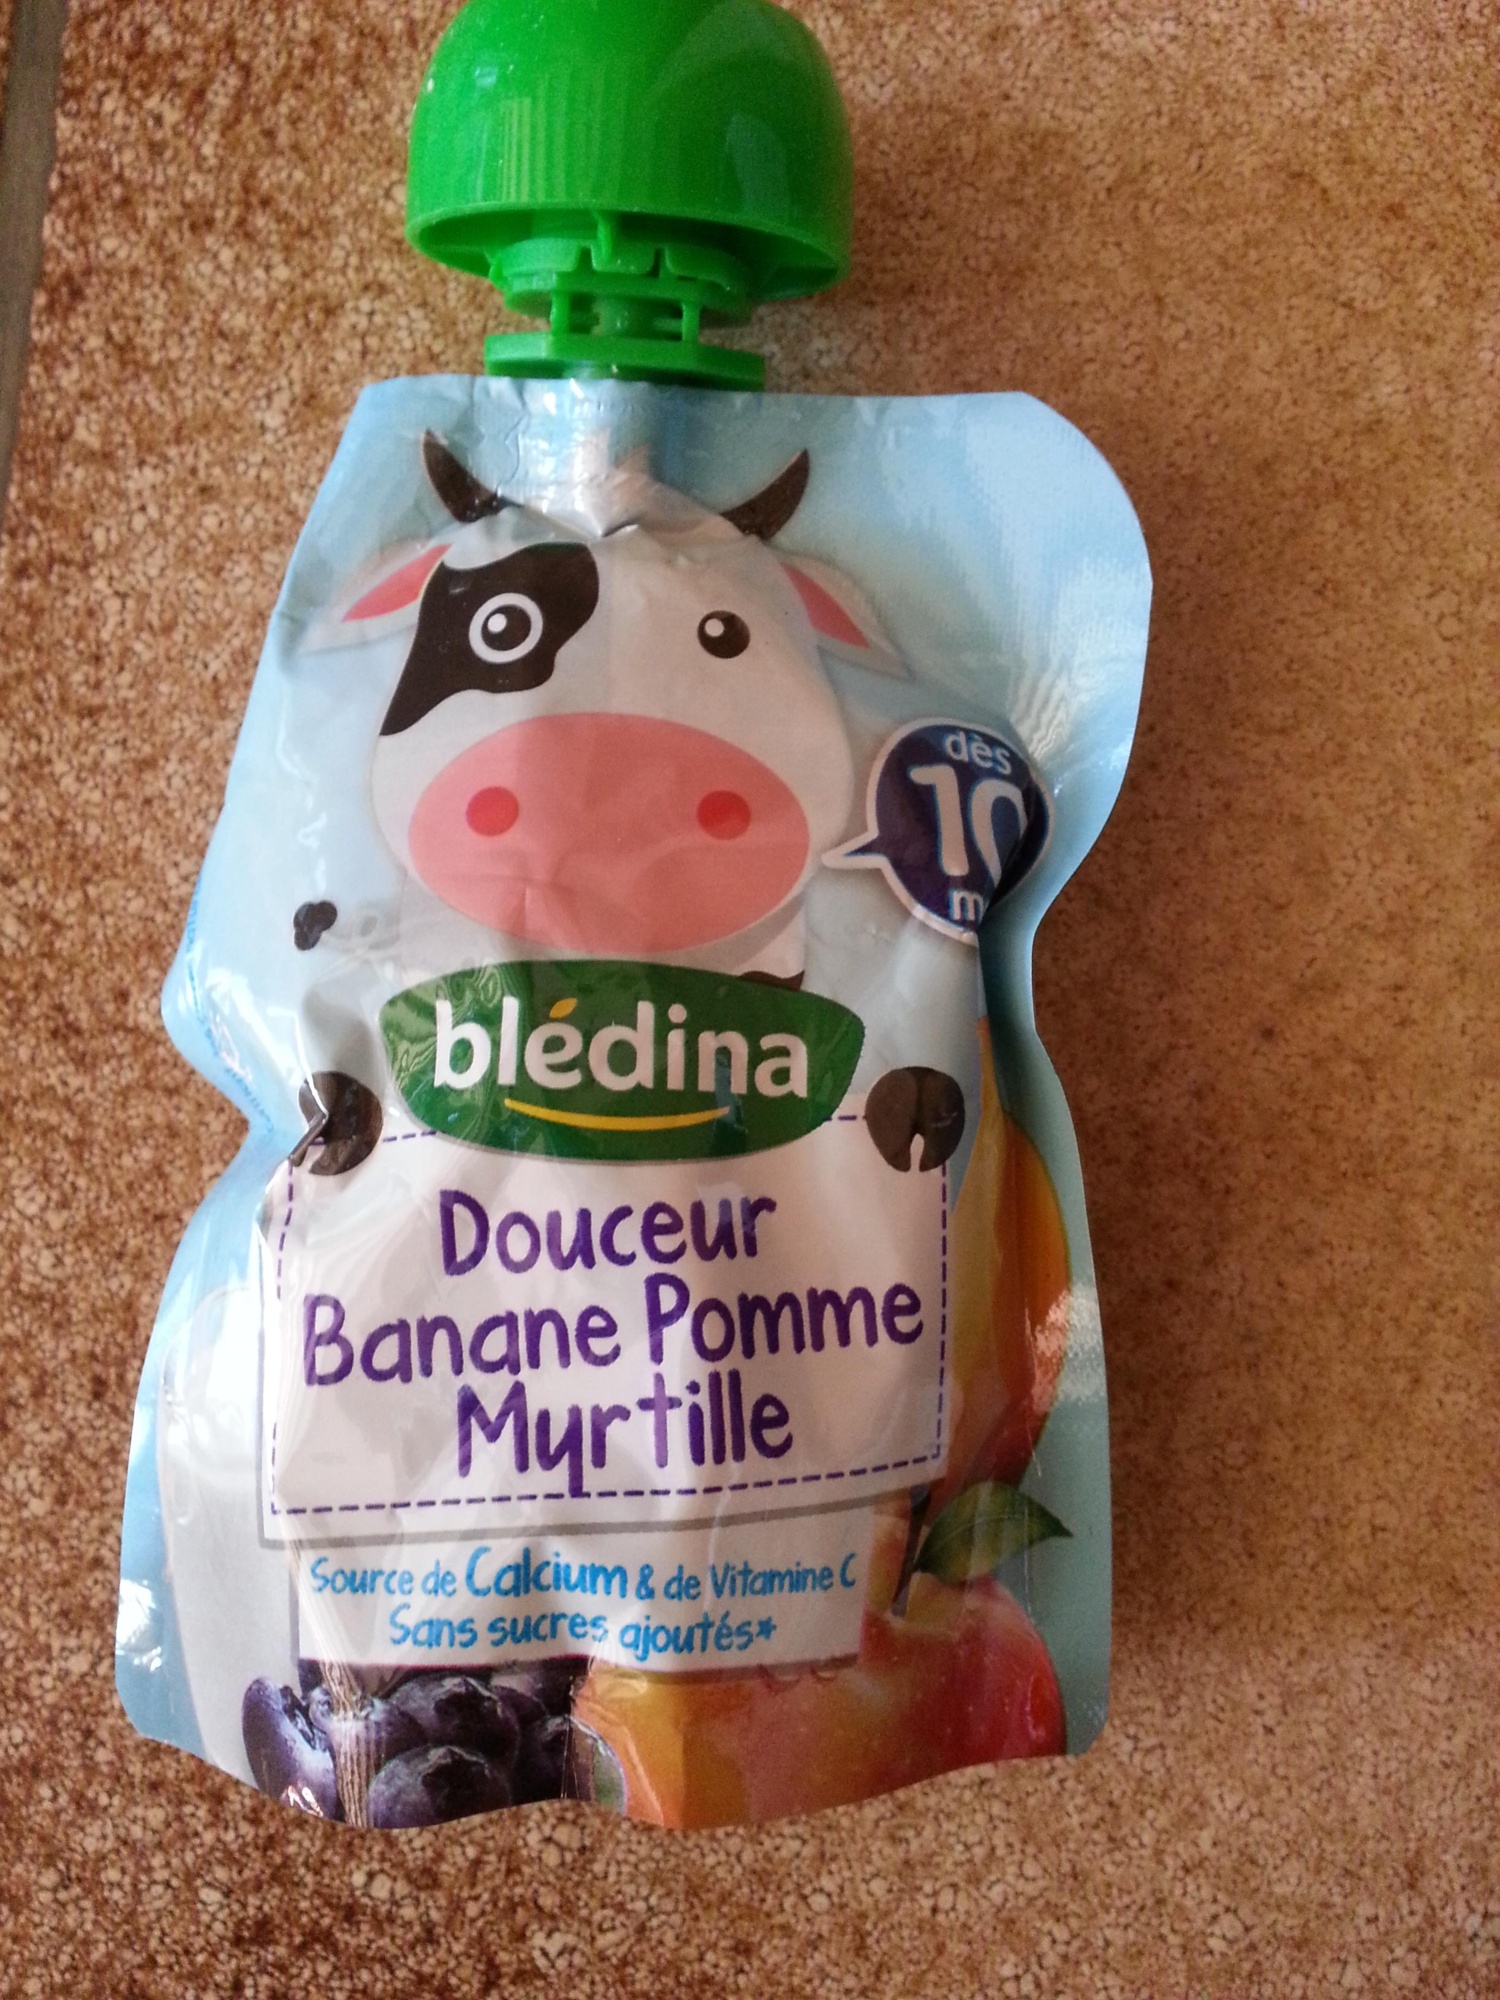 dès
10
blédina
Douceur
Banane Pomme
Myrtille
Source de Calcium & de Vitamine C
Sans sucres ajoutés*